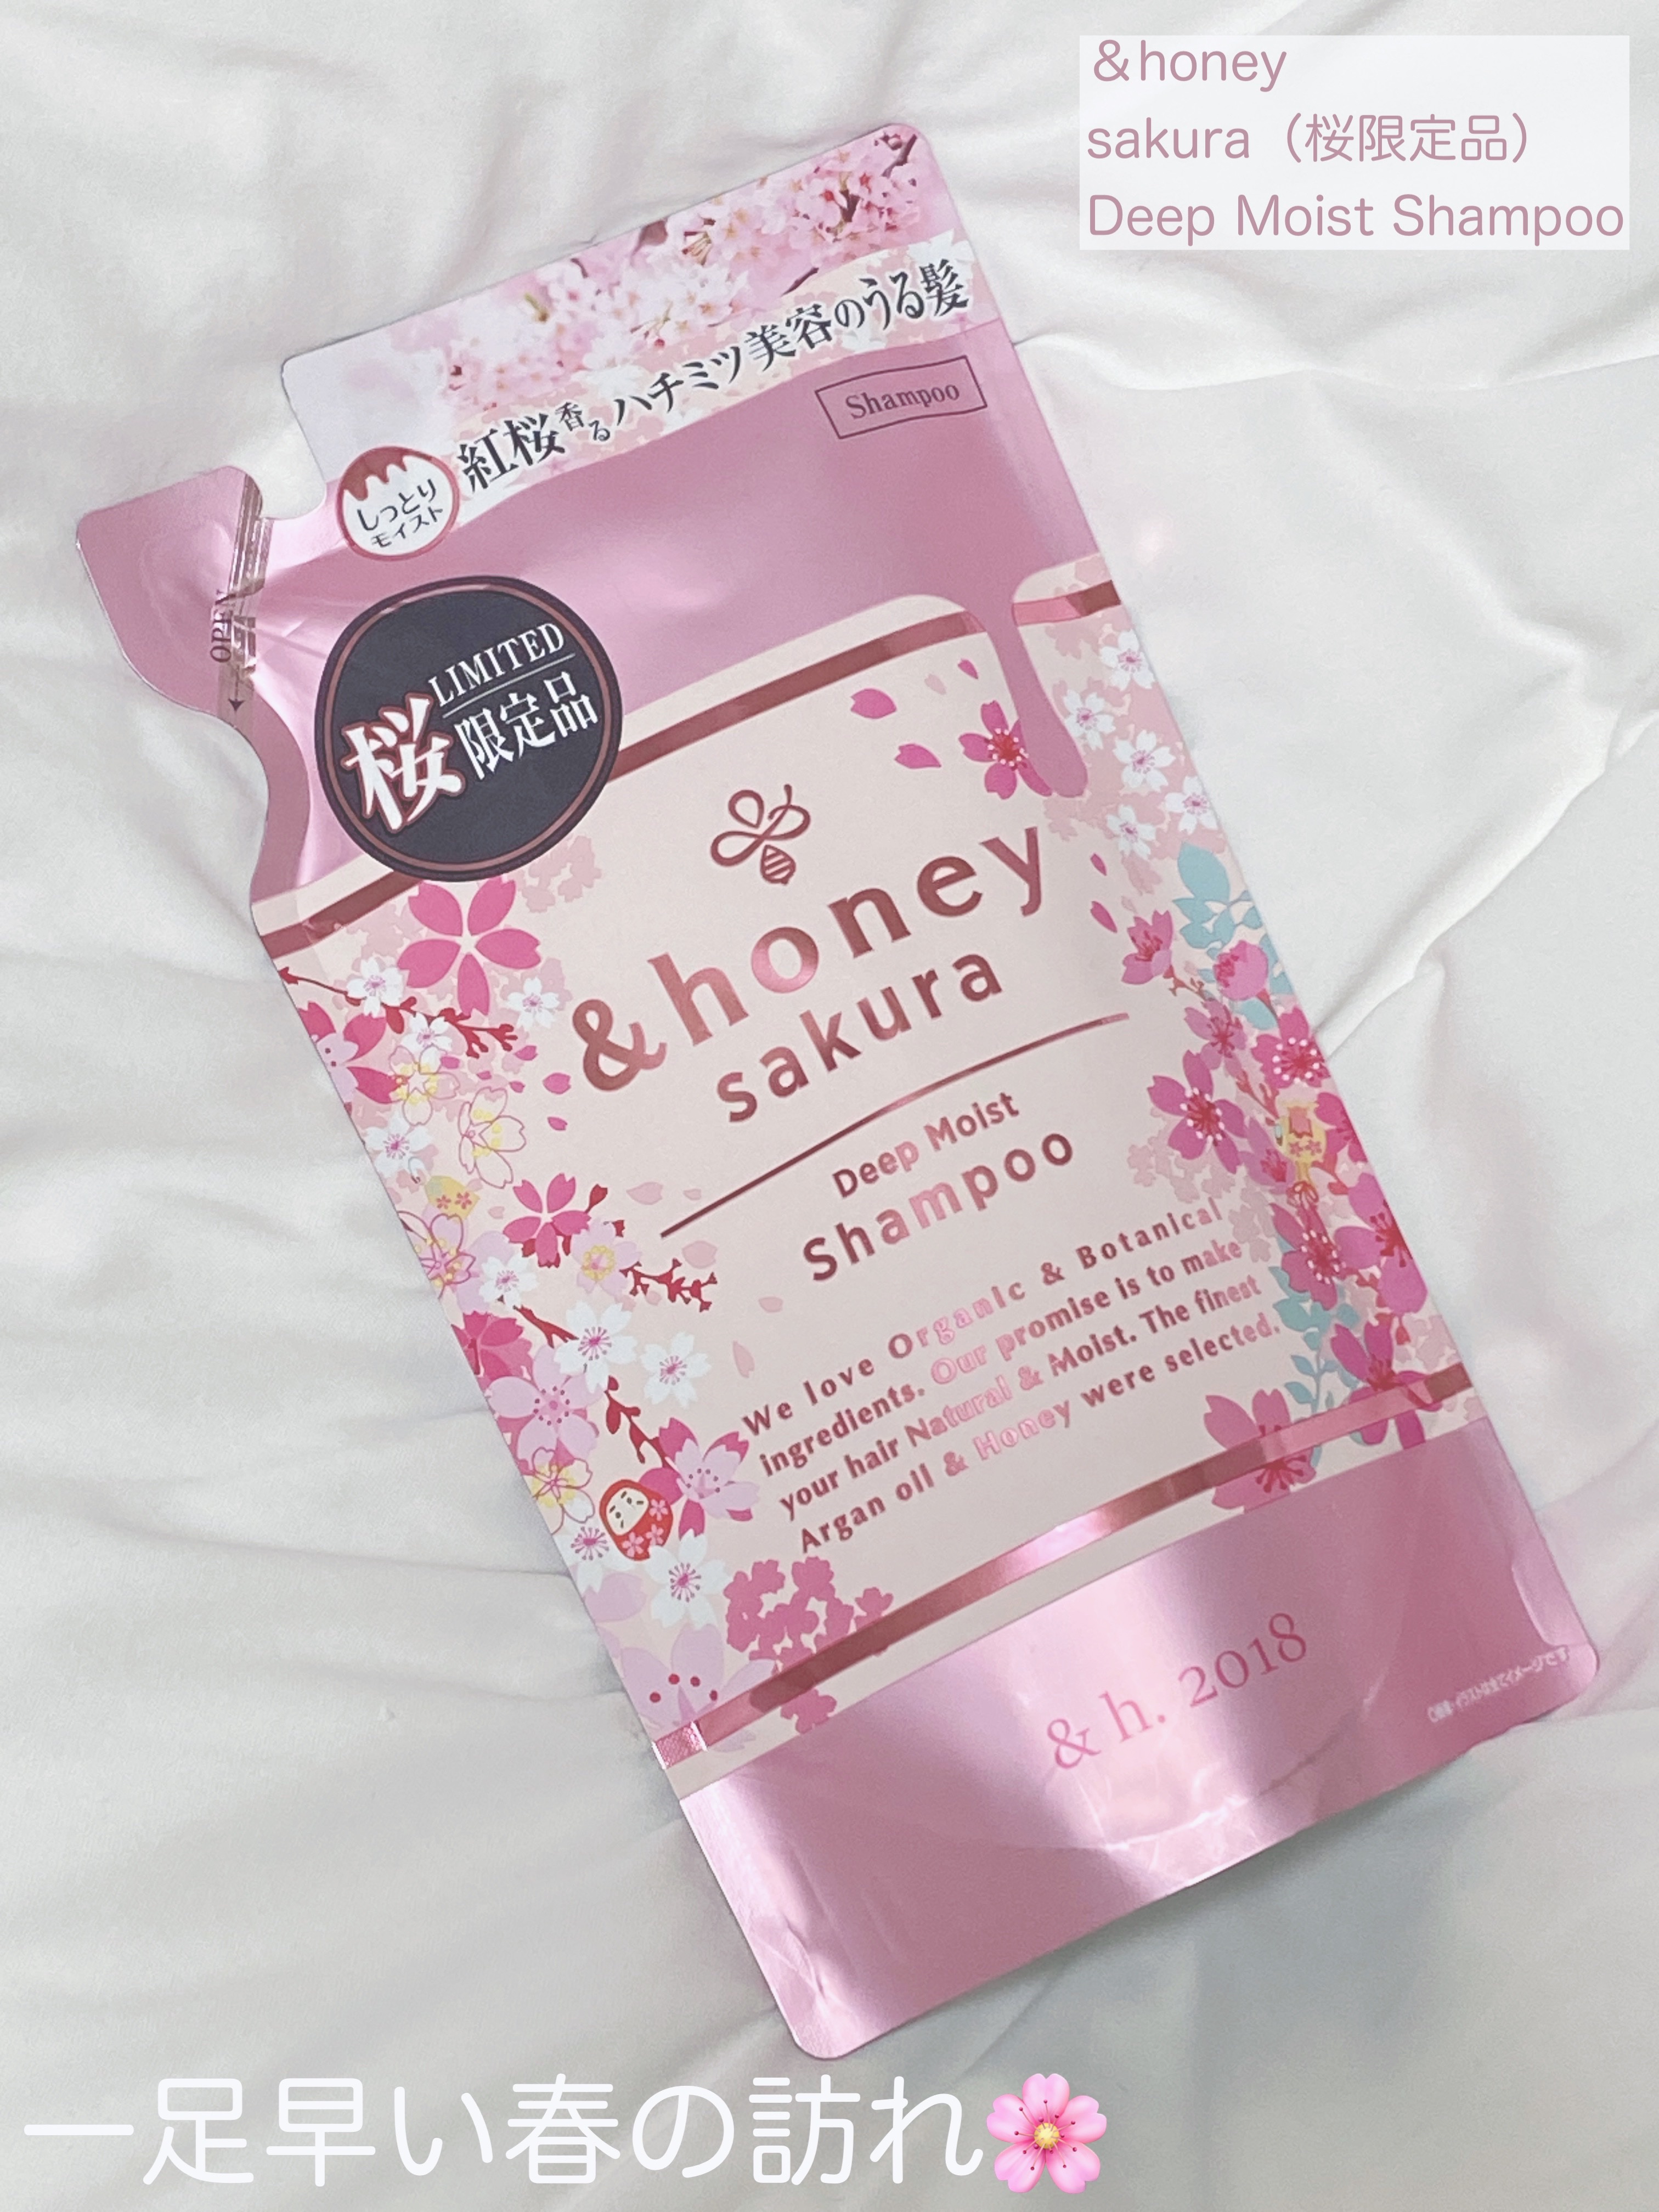 ＆honey
sakura（桜限定品）
Deep Moist Shampoo
紅桜香るハチミツ美容のうる髪
Shampoo
しっとり
モイスト
OPEN
LIMITED
桜限定品
&honey
sakura
Deep Moist
Shampoo
We love Organic & Botanical
ingredients. Our promise is to make
your hair Natural & Moist. The finest
Argan oil & Honey were selected.
& h. 2018
一足早い春の訪れ🌸